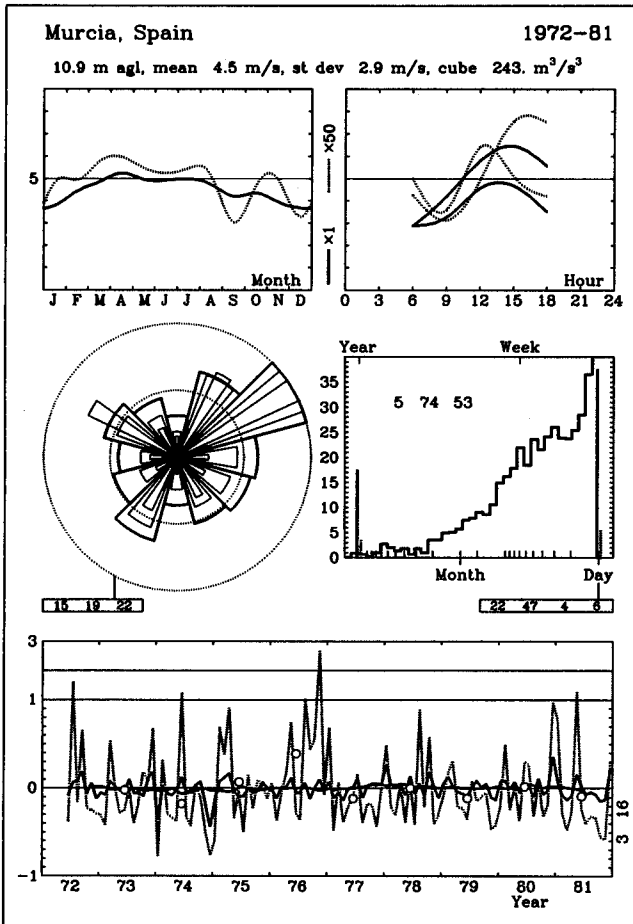 Murcia, Spain 1972-81
10.9 m agl, mean 4.5 m/s, st dev 2.9 m/s, cube 243. m³/s³
5
Month
J F M A M J J A S O N D
×1 ×50
Hour
0 3 6 9 12 15 18 21 24
Year Week
5 74 53
40
35
30
25
20
15
10
5
0
Month Day
15 19 22
22 47 4 6
3
1
0
-1
3 16
72 73 74 75 76 77 78 79 80 81
Year